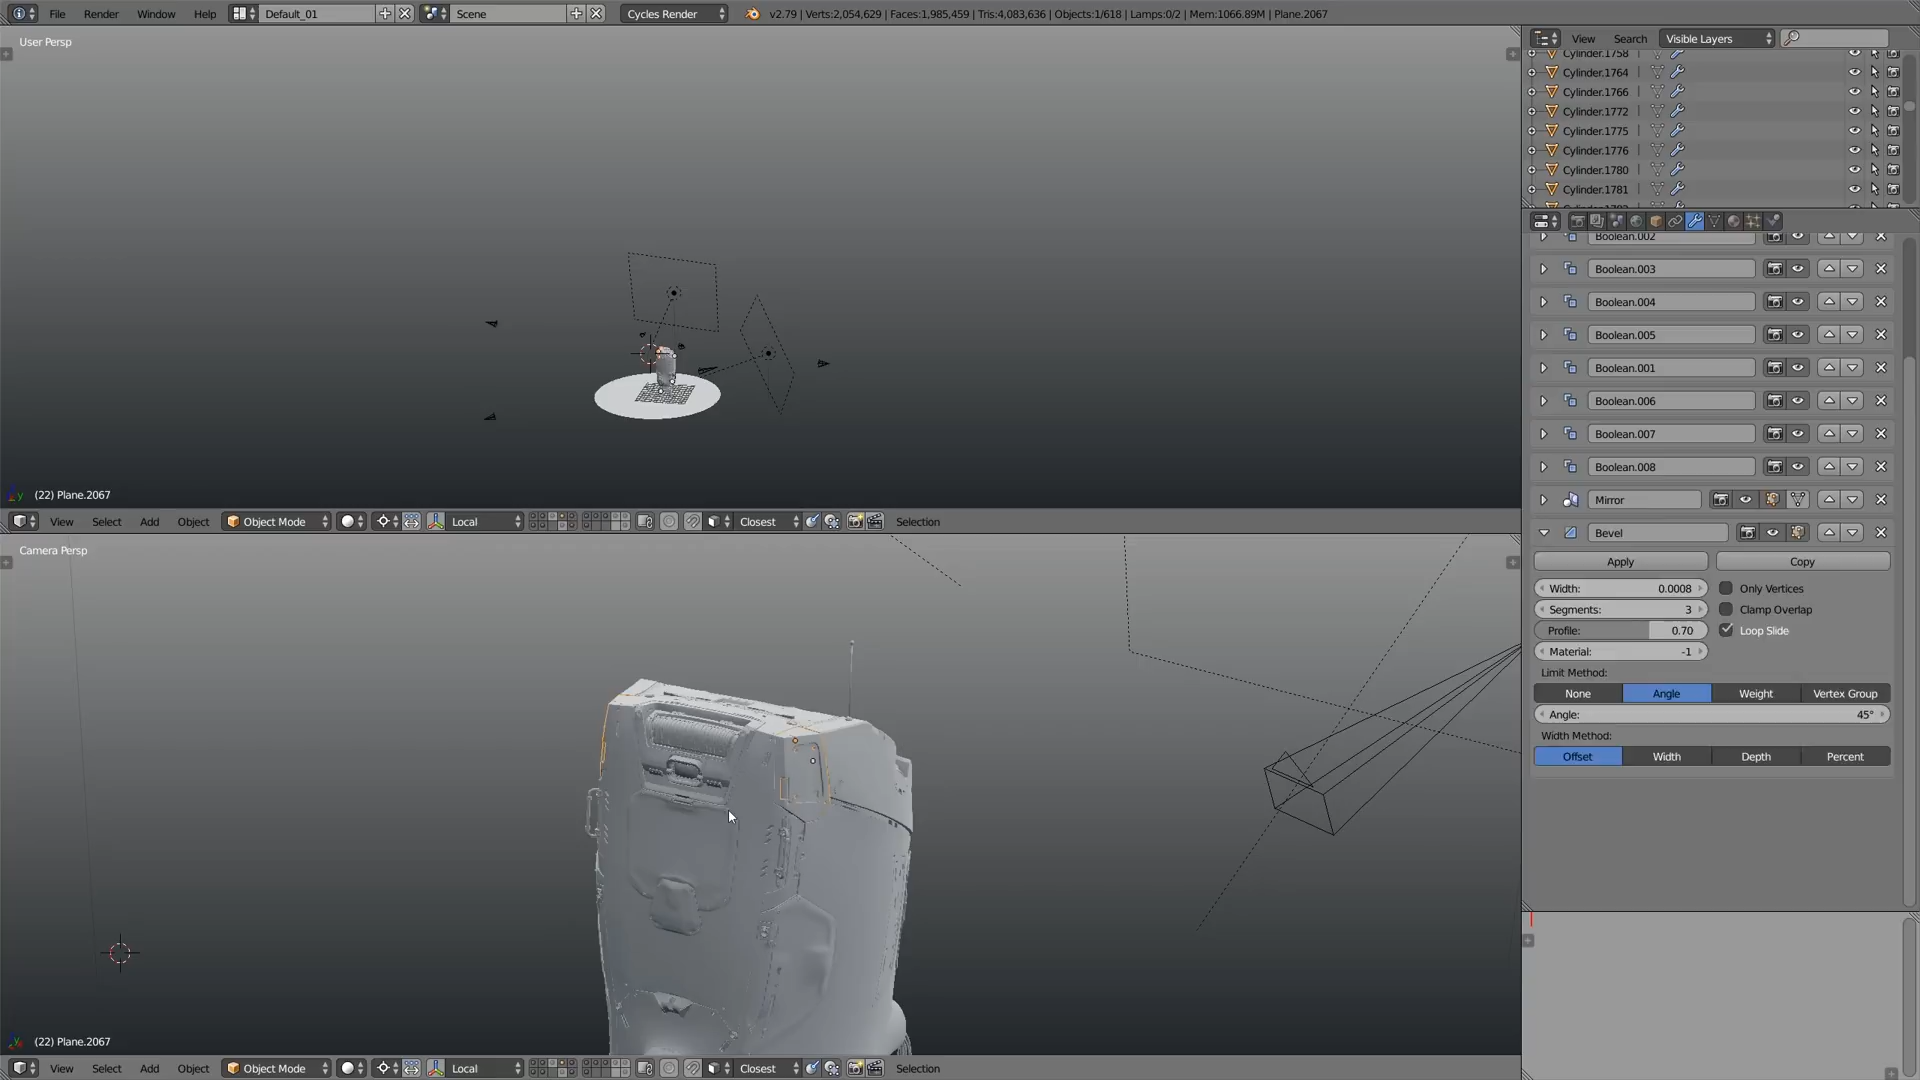 File Render Window Help Default_01 Scene Cycles Render v2.79 | Verts:2,054,629 | Faces:1,985,459 | Tris:4,083,636 | Objects:1/618 | Lamps:0/2 | Mem:1066.89M | Plane.2067
User Persp
(22) Plane.2067
View Select Add Object Object Mode Local Closest Selection
Camera Persp
(22) Plane.2067
View Select Add Object Object Mode Local Closest Selection
View Search Visible Layers
Cylinder.1758
Cylinder.1764
Cylinder.1766
Cylinder.1772
Cylinder.1775
Cylinder.1776
Cylinder.1780
Cylinder.1781
Boolean.002
Boolean.003
Boolean.004
Boolean.005
Boolean.001
Boolean.006
Boolean.007
Boolean.008
Mirror
Bevel
Apply Copy
Width: 0.0008 Only Vertices
Segments: 3 Clamp Overlap
Profile: 0.70 Loop Slide
Material: -1
Limit Method:
None Angle Weight Vertex Group
Angle: 45°
Width Method:
Offset Width Depth Percent